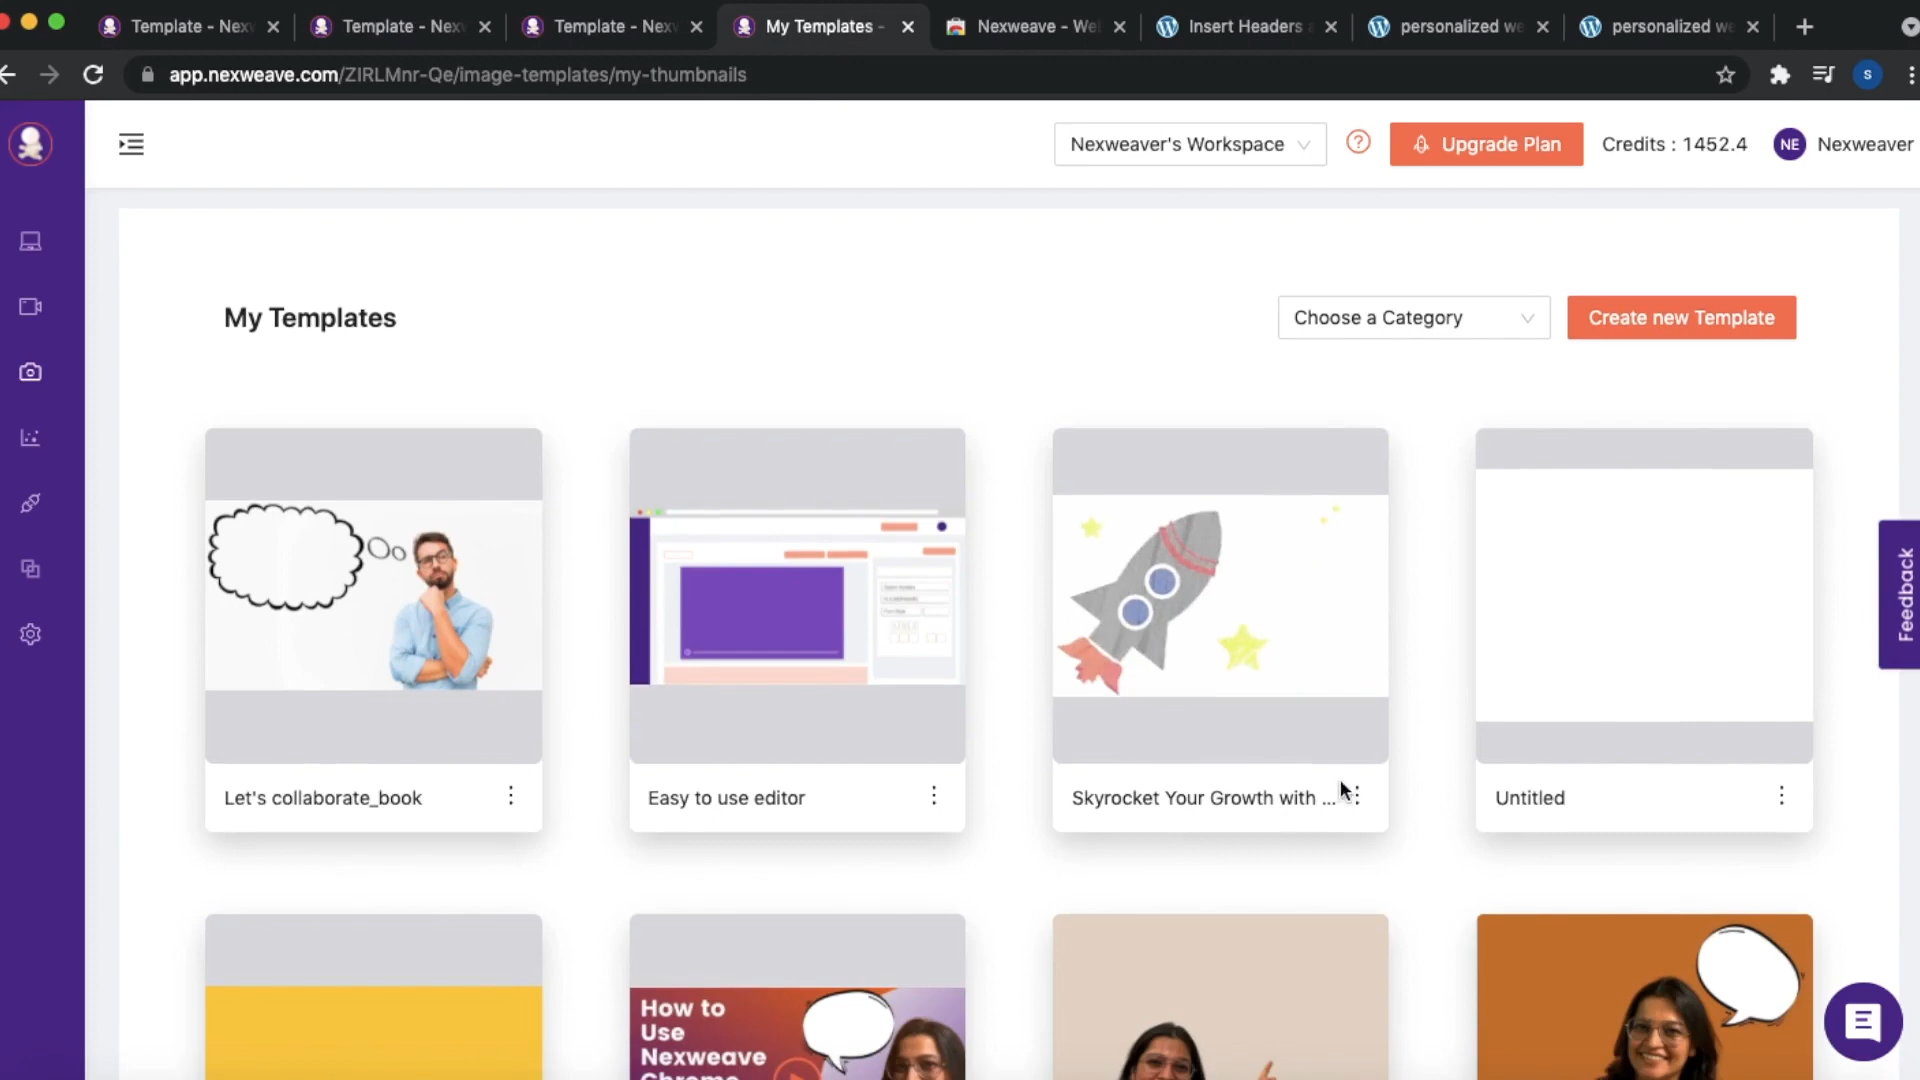 Template - Nex
Template - Nex
Template - Nex
My Templates -
Nexweave - We
Insert Headers
personalized we
personalized we
app.nexweave.com/ZIRLMnr-Qe/image-templates/my-thumbnails
S
Nexweaver's Workspace
?
Upgrade Plan
Credits : 1452.4
NE
Nexweaver
My Templates
Choose a Category
Create new Template
Let's collaborate_book
Easy to use editor
Skyrocket Your Growth with ...
Untitled
Feedback
How to
Use
Nexweave
Chrome